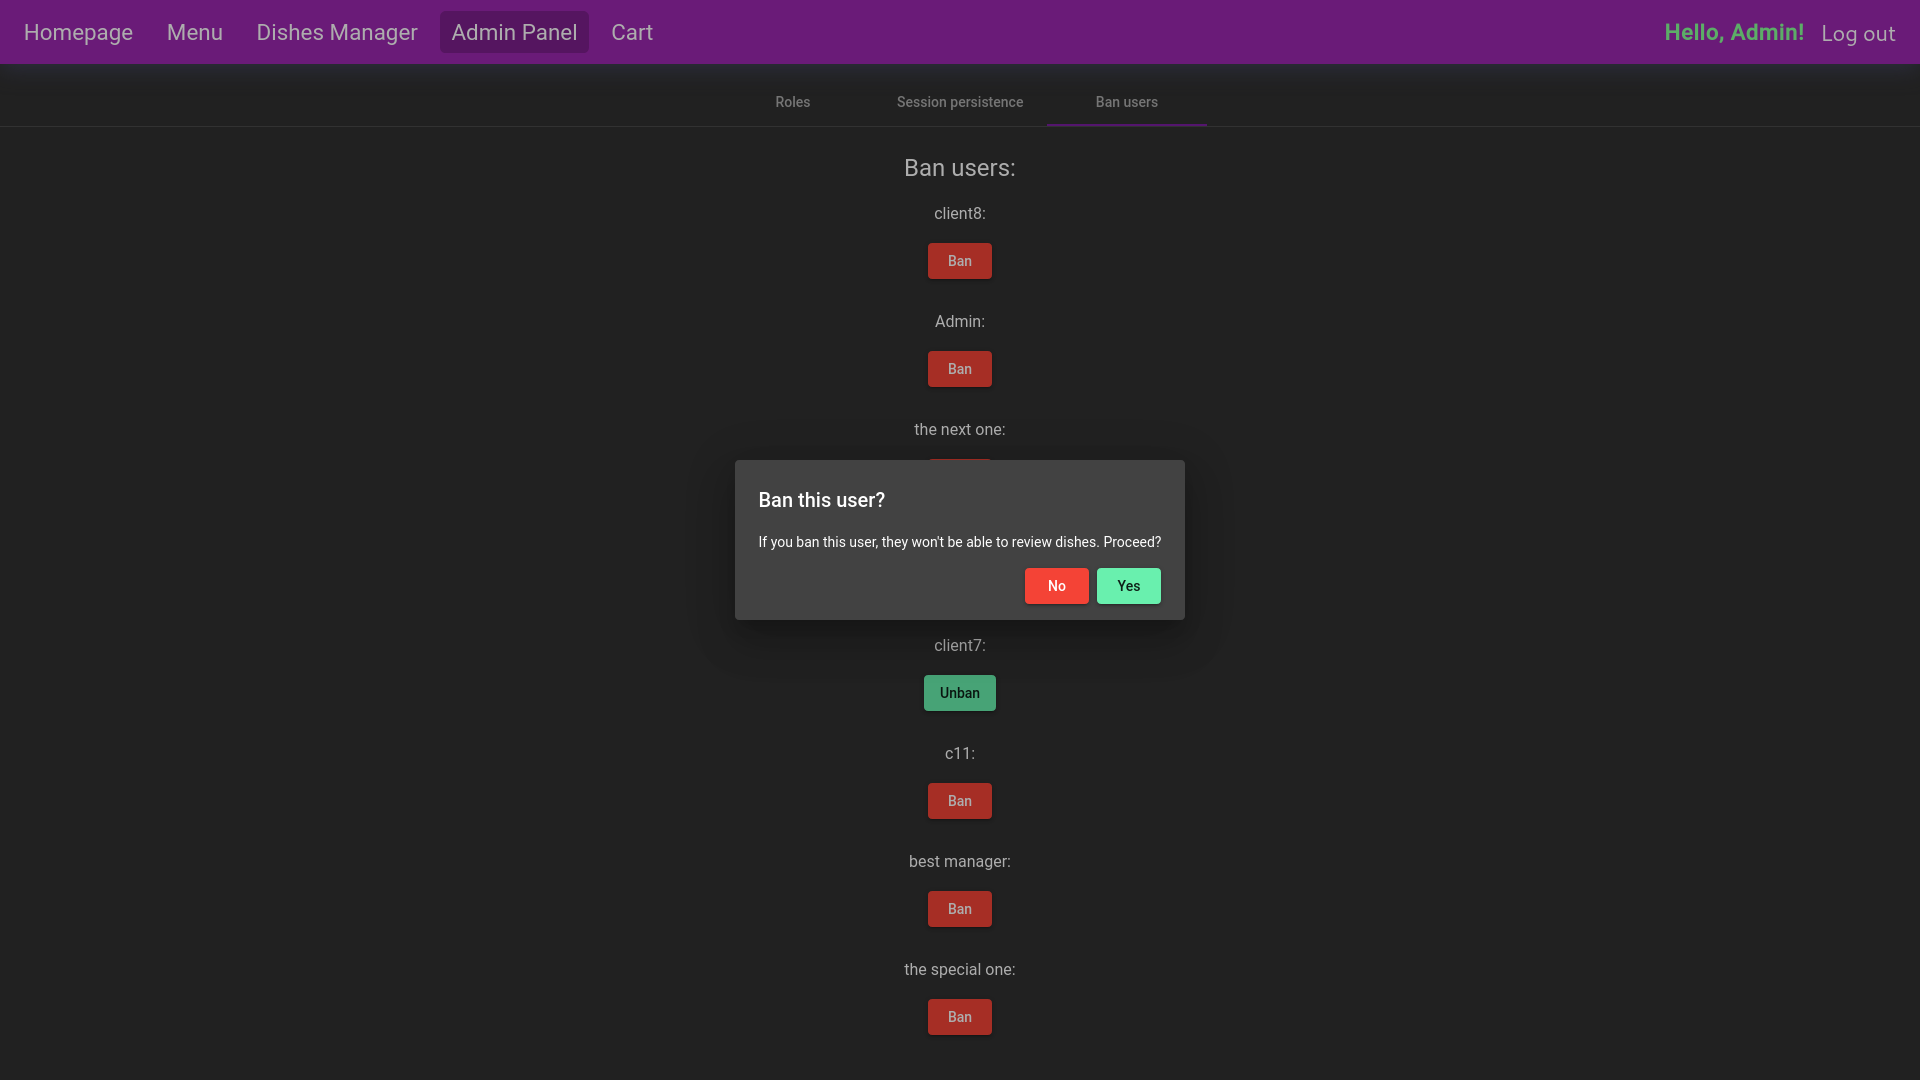 Homepage Menu Dishes Manager Admin Panel Cart Hello, Admin! Log out
Roles Session persistence Ban users
Ban users:
client8:
Ban
Admin:
Ban
the next one:
Ban this user?
If you ban this user, they won't be able to review dishes. Proceed?
No Yes
client7:
Unban
c11:
Ban
best manager:
Ban
the special one:
Ban